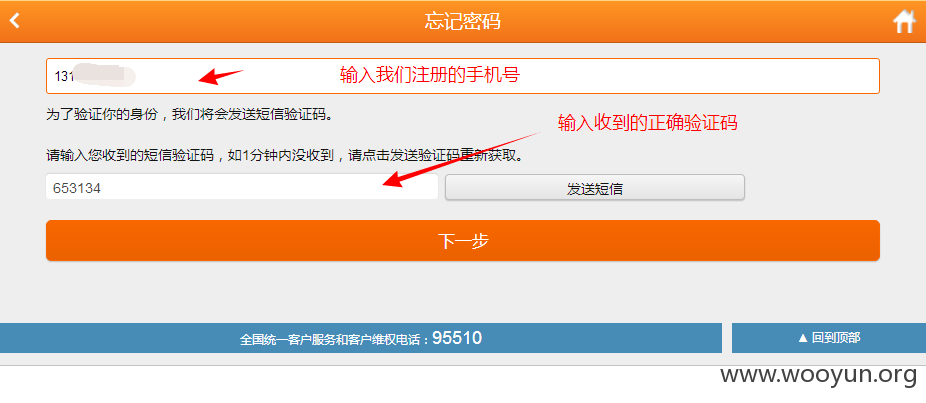 忘记密码
131
输入我们注册的手机号
为了验证你的身份，我们将会发送短信验证码。
输入收到的正确验证码
请输入您收到的短信验证码，如1分钟内没收到，请点击发送验证码重新获取。
653134
发送短信
下一步
全国统一客户服务和客户维权电话：95510
▲ 回到顶部
www.wooyun.org